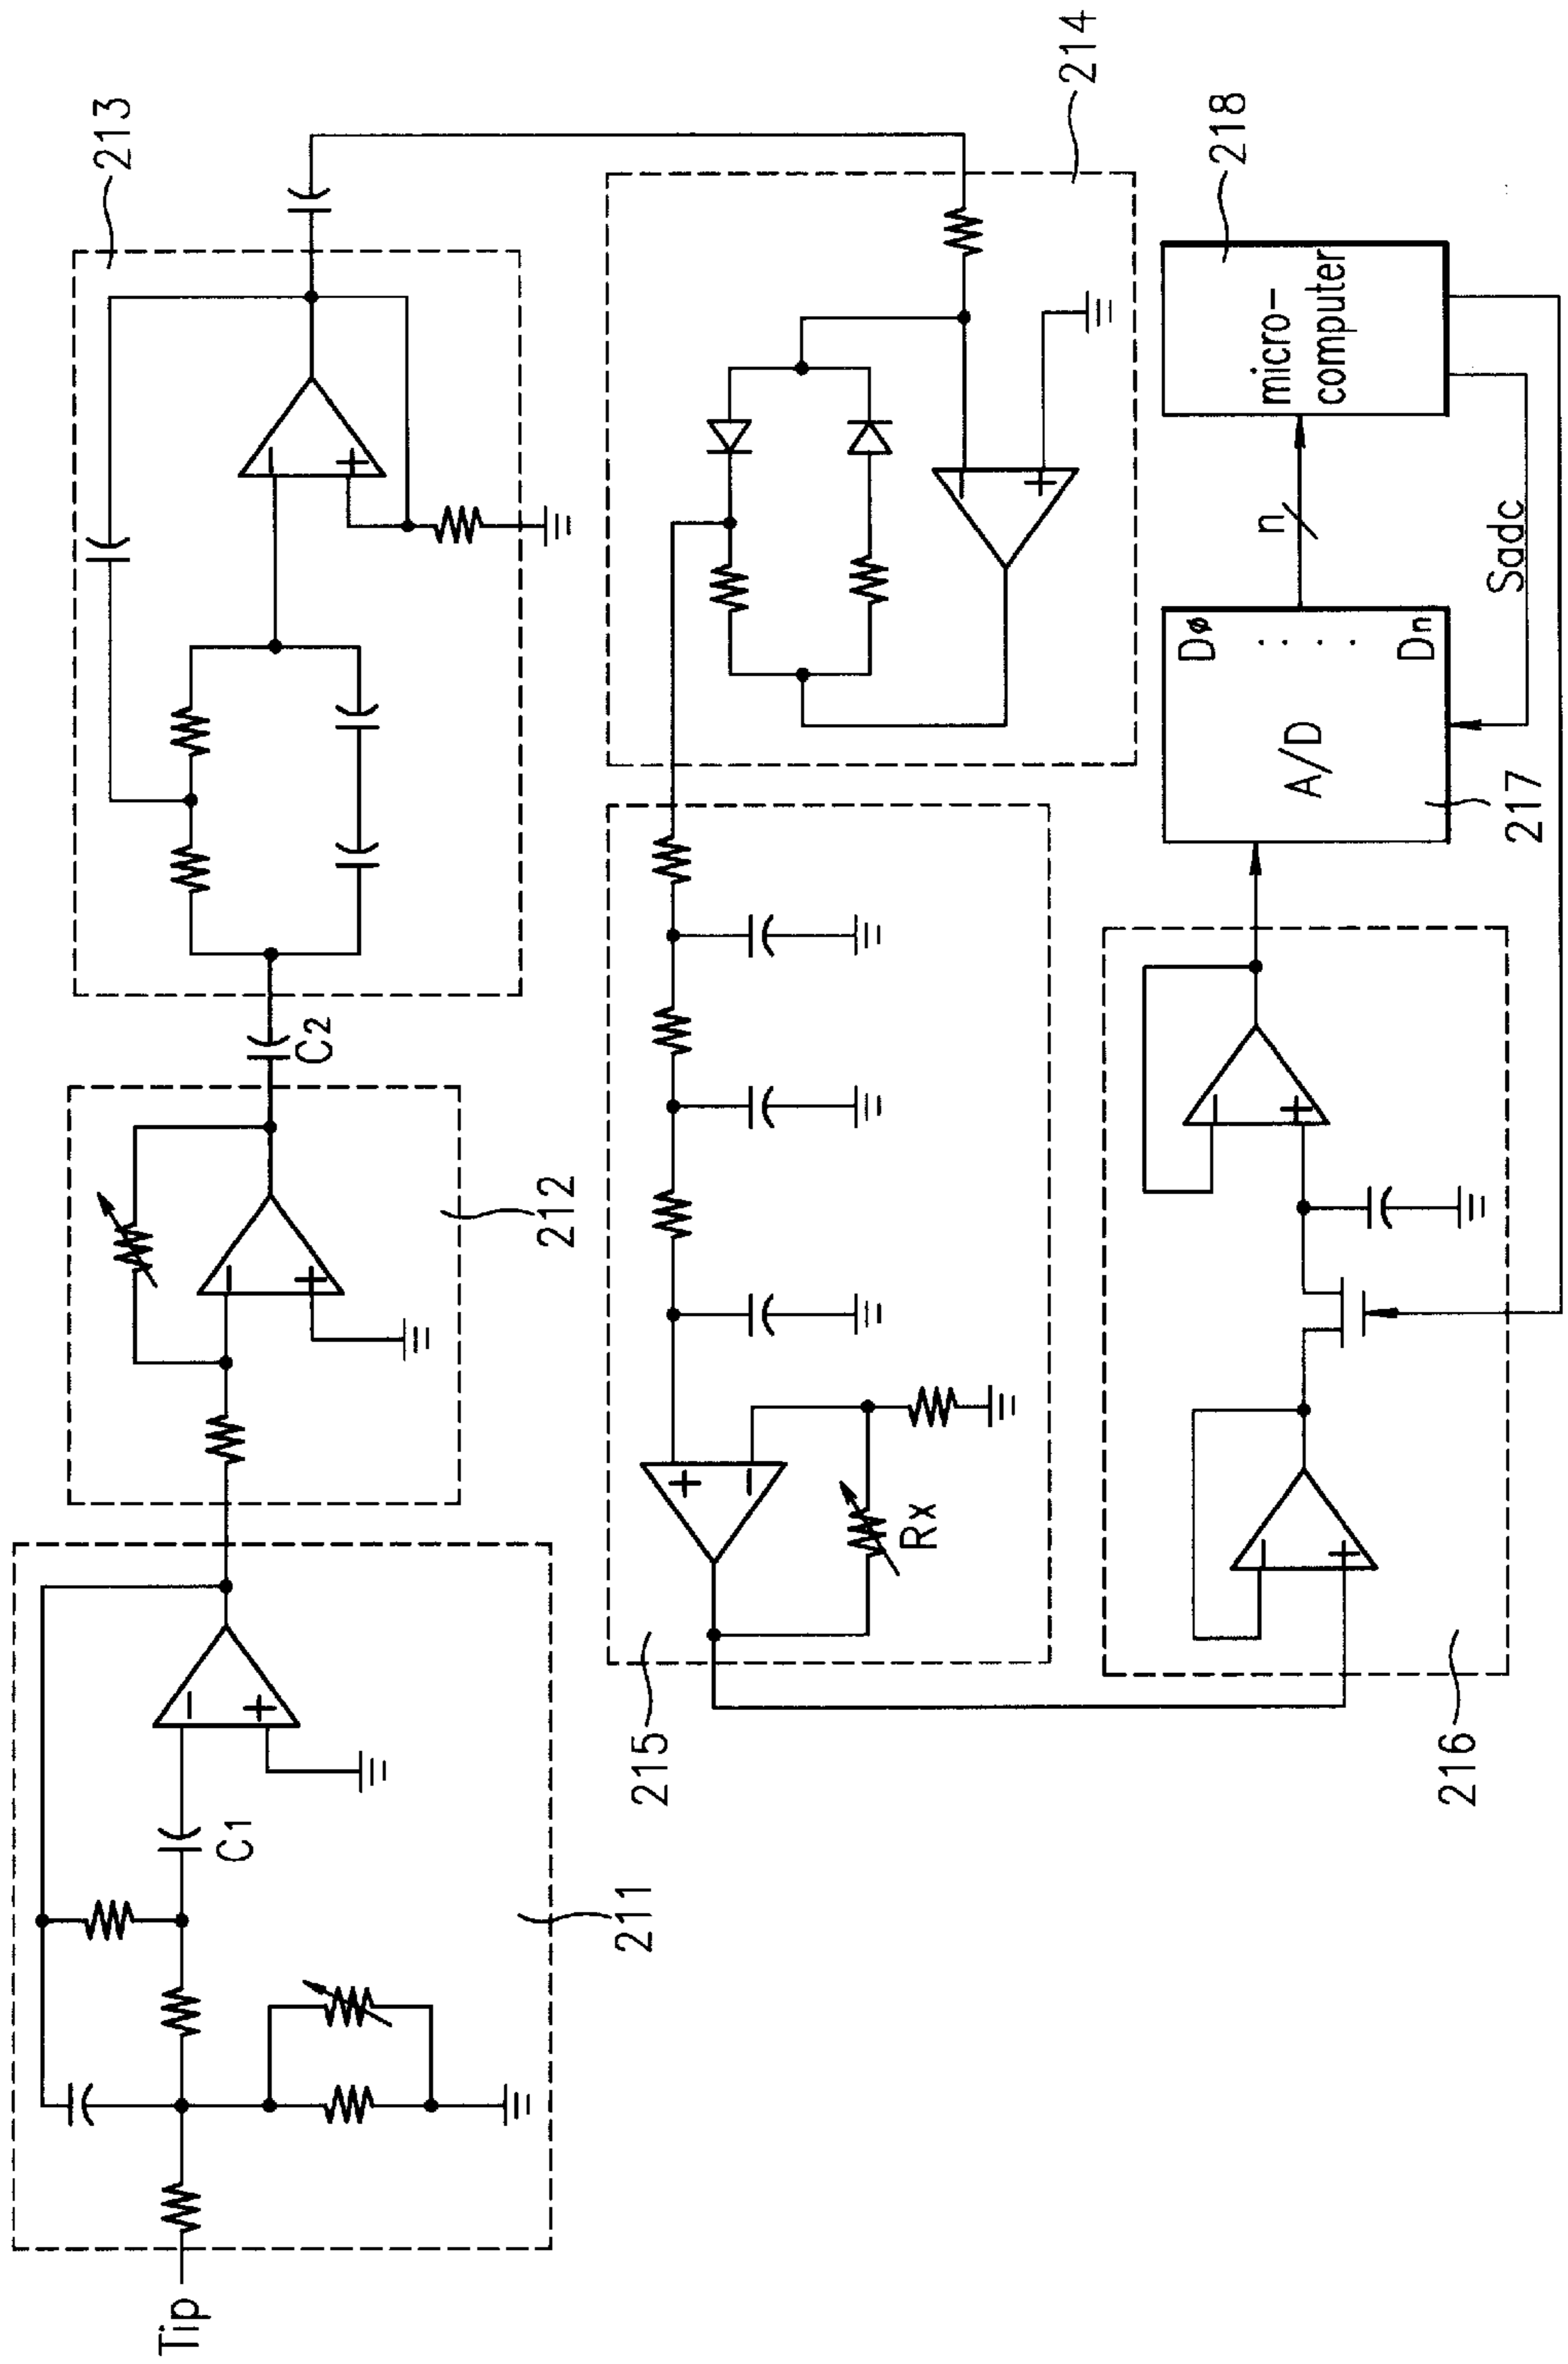 Tip
C1
211
212
C2
213
214
215
Rx
216
A/D
Dø
Dn
217
n
Sadc
micro-
computer
218